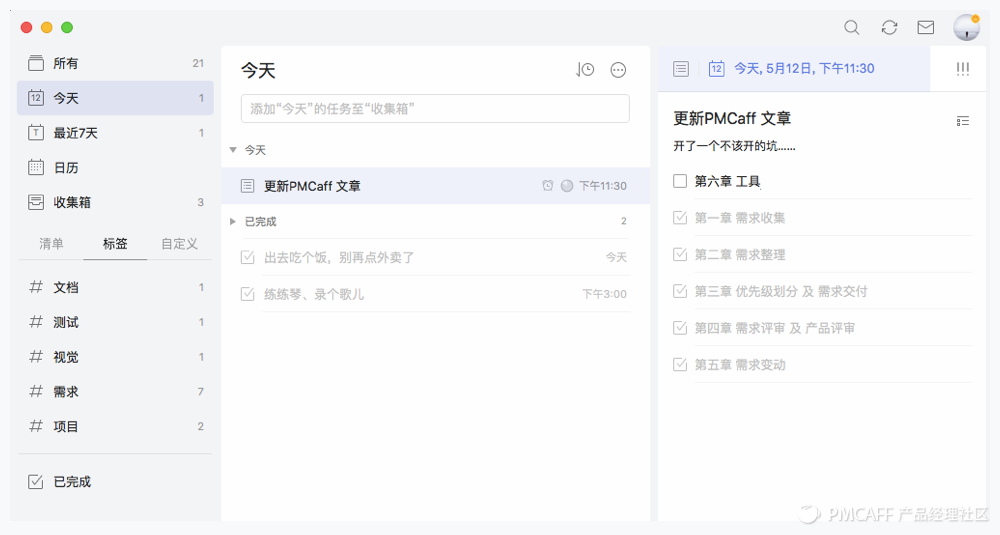 所有 21
12 今天 1
T 最近7天 1
日历
收集箱 3
清单 标签 自定义
# 文档 1
# 测试 1
# 视觉 1
# 需求 7
# 项目 2
已完成
今天
添加“今天”的任务至“收集箱”
今天
更新PMCaff 文章 下午11:30
已完成 2
出去吃个饭，别再点外卖了 今天
练练琴、录个歌儿 下午3:00
12 今天, 5月12日, 下午11:30
更新PMCaff 文章
开了一个不该开的坑……
第六章 工具
第一章 需求收集
第二章 需求整理
第三章 优先级划分 及 需求交付
第四章 需求评审 及 产品评审
第五章 需求变动
PMCAFF 产品经理社区